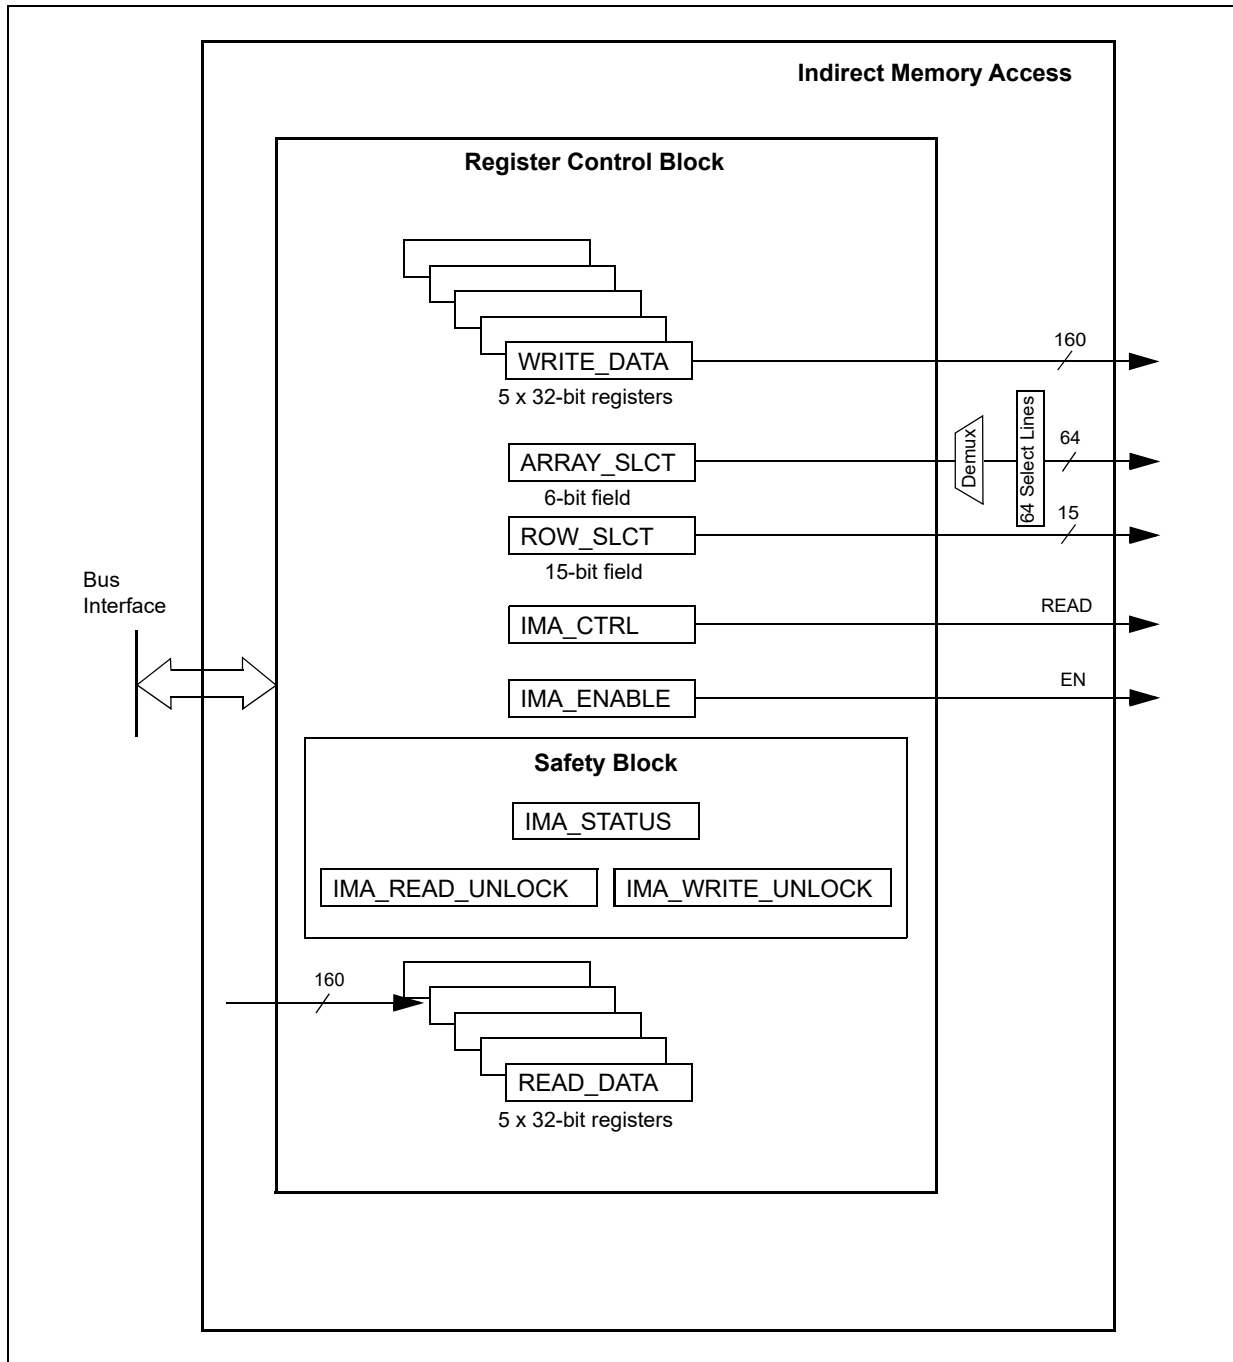 Indirect Memory Access
Register Control Block
160
WRITE_DATA
5 x 32-bit registers
Demux
64 Select Lines
64
ARRAY_SLCT
6-bit field
15
ROW_SLCT
15-bit field
Bus
Interface
READ
IMA_CTRL
EN
IMA_ENABLE
Safety Block
IMA_STATUS
IMA_READ_UNLOCK
IMA_WRITE_UNLOCK
160
READ_DATA
5 x 32-bit registers